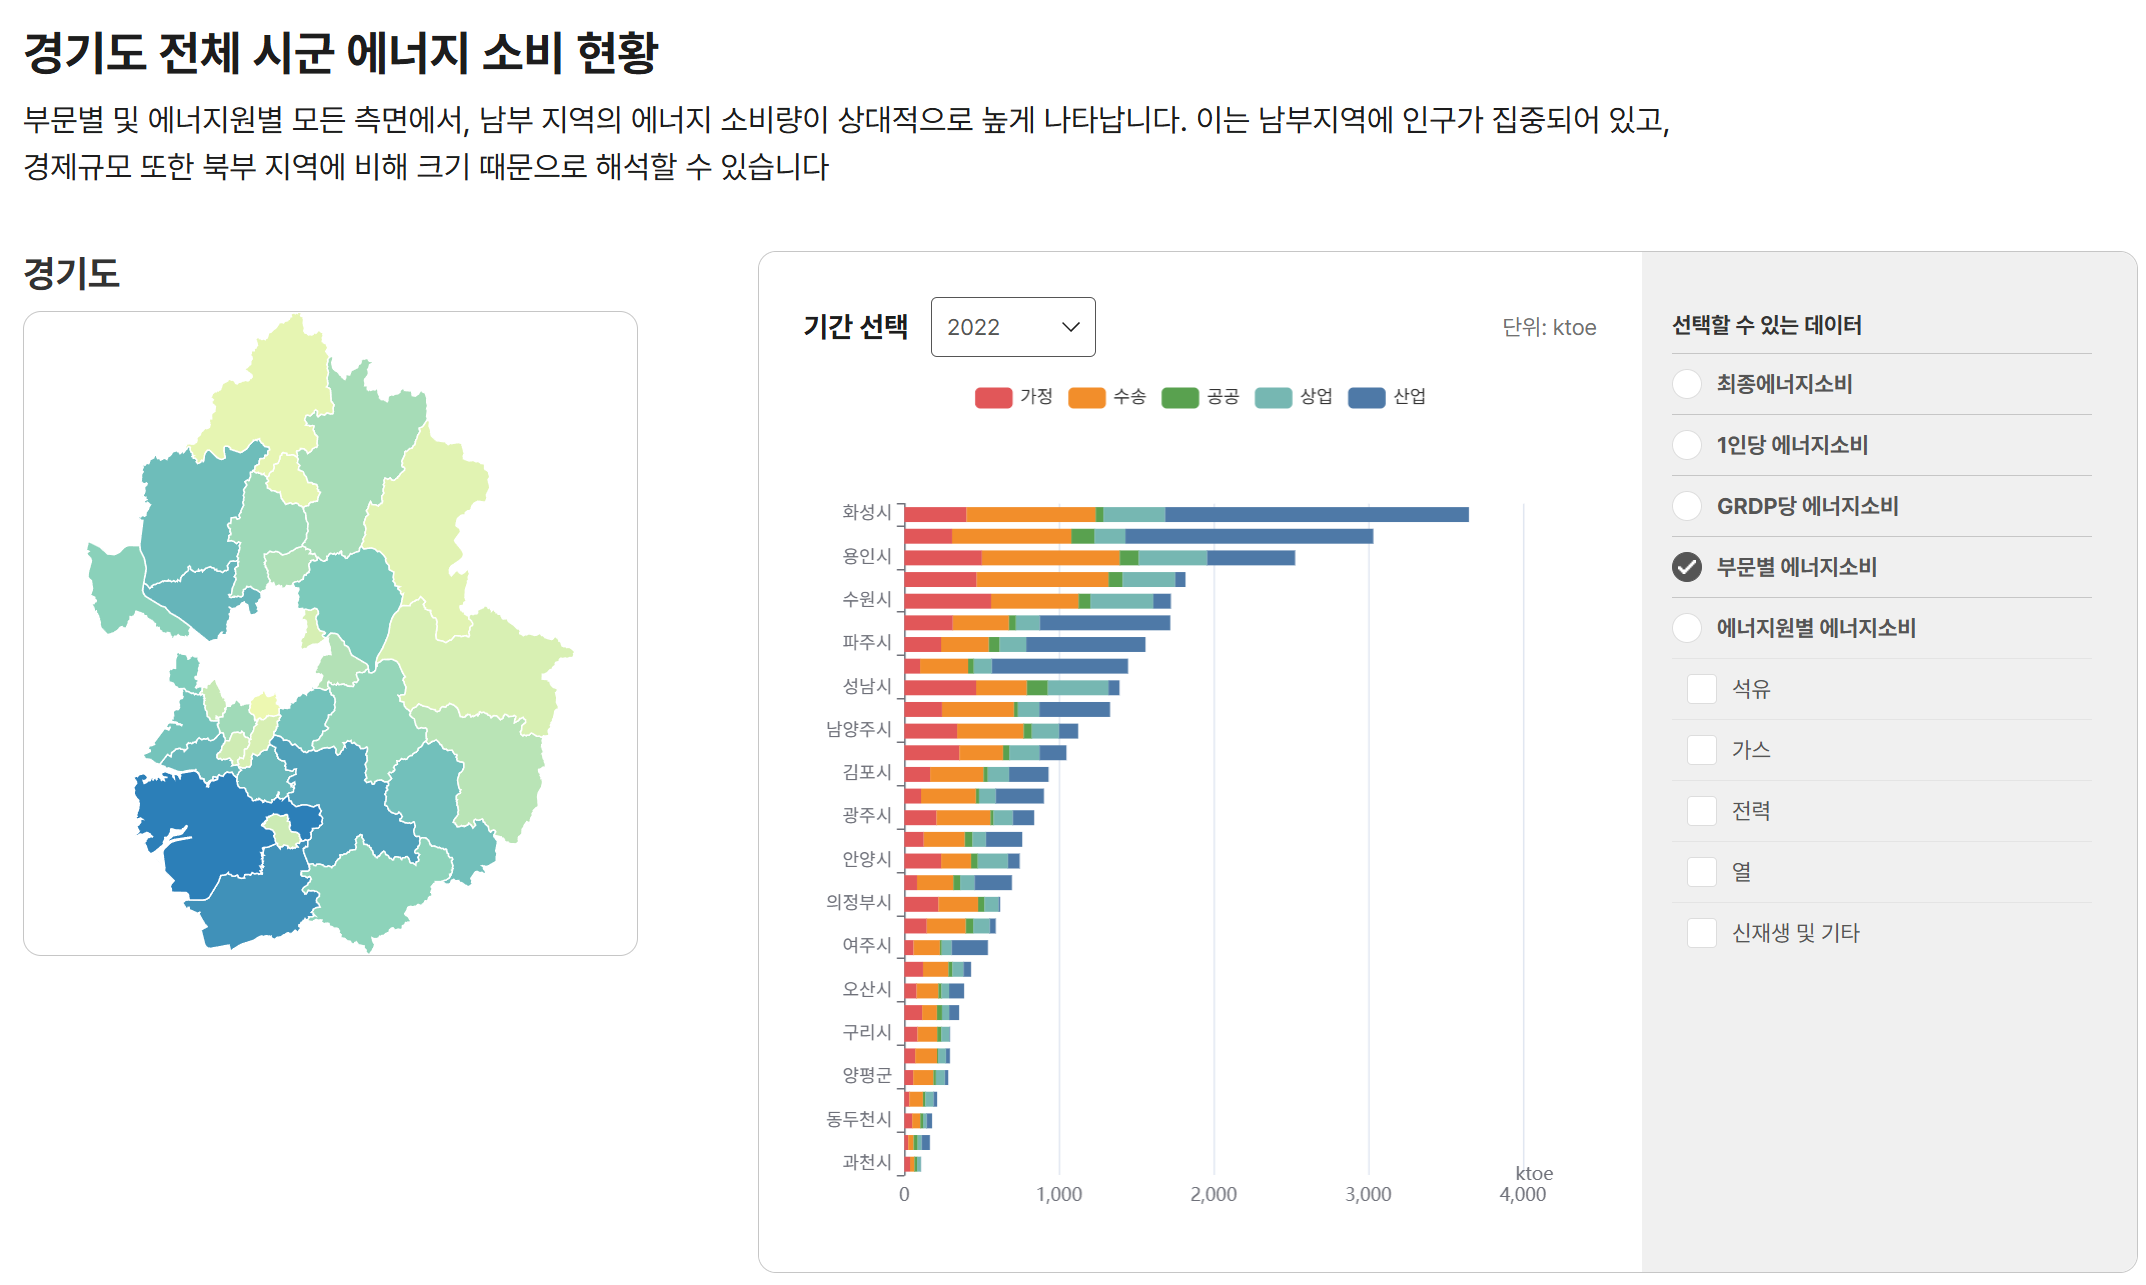 경기도 전체 시군 에너지 소비 현황
부문별 및 에너지원별 모든 측면에서, 남부 지역의 에너지 소비량이 상대적으로 높게 나타납니다. 이는 남부지역에 인구가 집중되어 있고,
경제규모 또한 북부 지역에 비해 크기 때문으로 해석할 수 있습니다
경기도
기간 선택 2022 단위: ktoe
가정 수송 공공 상업 산업
화성시
용인시
수원시
파주시
성남시
남양주시
김포시
광주시
안양시
의정부시
여주시
오산시
구리시
양평군
동두천시
과천시
ktoe
0 1,000 2,000 3,000 4,000
선택할 수 있는 데이터
최종에너지소비
1인당 에너지소비
GRDP당 에너지소비
부문별 에너지소비
에너지원별 에너지소비
석유
가스
전력
열
신재생 및 기타